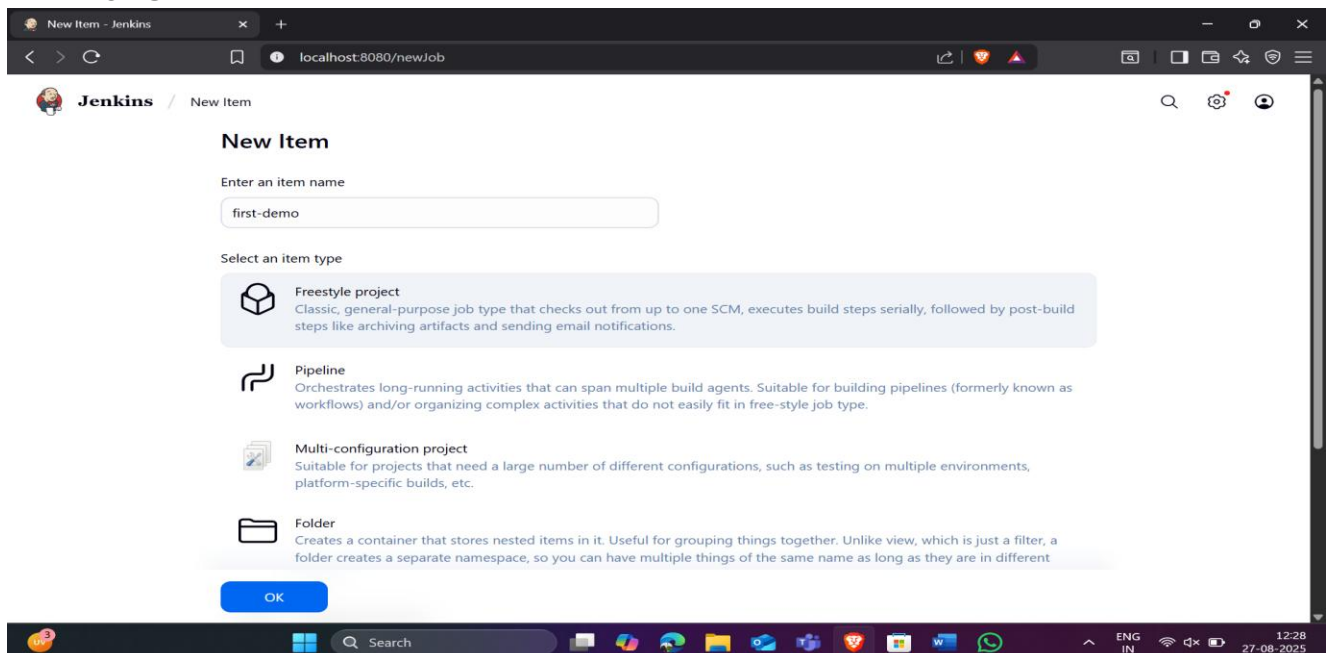 New Item - Jenkins
localhost:8080/newJob
Jenkins / New Item
New Item
Enter an item name
first-demo
Select an item type
Freestyle project
Classic, general-purpose job type that checks out from up to one SCM, executes build steps serially, followed by post-build
steps like archiving artifacts and sending email notifications.
Pipeline
Orchestrates long-running activities that can span multiple build agents. Suitable for building pipelines (formerly known as
workflows) and/or organizing complex activities that do not easily fit in free-style job type.
Multi-configuration project
Suitable for projects that need a large number of different configurations, such as testing on multiple environments,
platform-specific builds, etc.
Folder
Creates a container that stores nested items in it. Useful for grouping things together. Unlike view, which is just a filter, a
folder creates a separate namespace, so you can have multiple things of the same name as long as they are in different
OK
3
Search
ENG
IN
12:28
27-08-2025